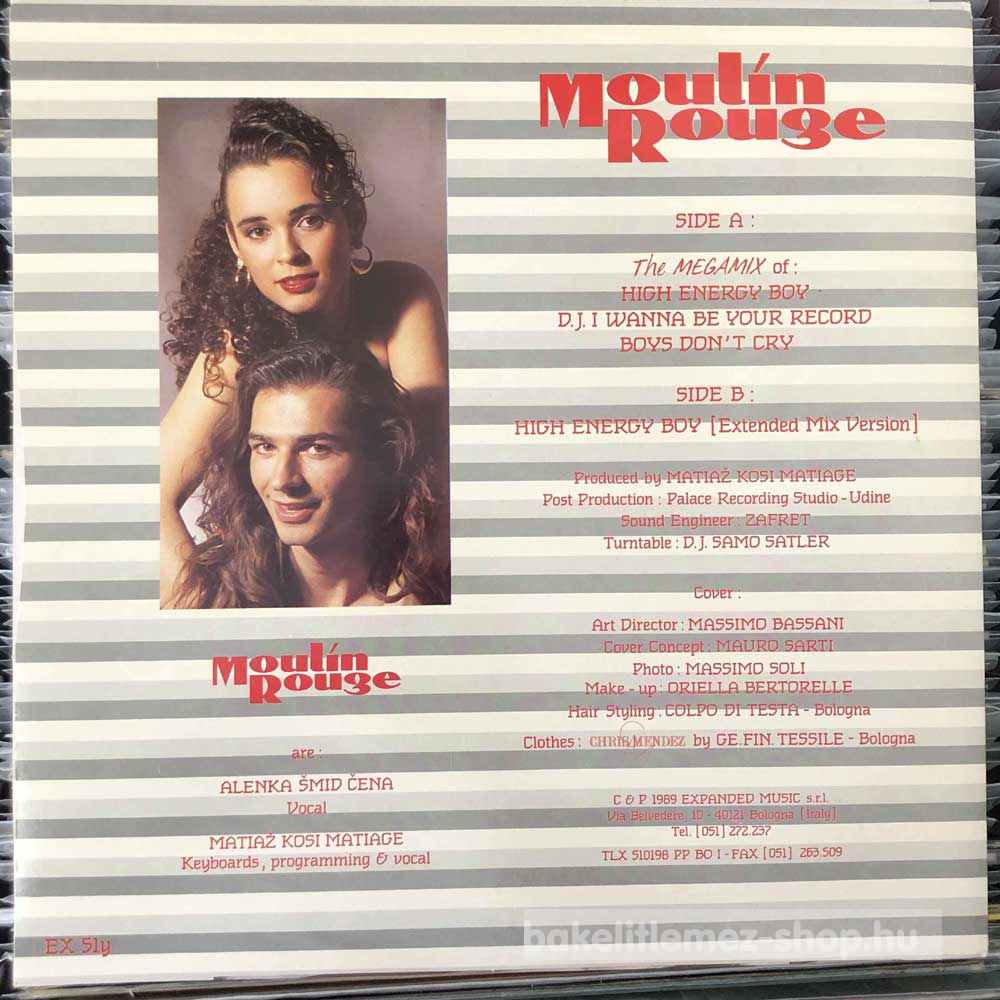 Moulín
Rouge
SIDE A :
The MEGAMIX of :
HIGH ENERGY BOY
D.J. I WANNA BE YOUR RECORD
BOYS DON'T CRY
SIDE B :
HIGH ENERGY BOY [Extended Mix Version]
Produced by MATIAŽ KOSI MATIAGE
Post Production : Palace Recording Studio - Udine
Sound Engineer : ZAFRET
Turntable : D.J. SAMO SATLER
Cover :
Art Director : MASSIMO BASSANI
Cover Concept : MAURO SARTI
Photo : MASSIMO SOLI
Make - up : ORIELLA BERTORELLE
Hair Styling : COLPO DI TESTA - Bologna
Clothes : CHRIS MENDEZ by GE.FIN. TESSILE - Bologna
C & P 1989 EXPANDED MUSIC s.r.l.
Via Belvedere, 10 - 40121 Bologna [Italy]
Tel. [051] 272.237
TLX 510198 PP BO I - FAX [051] 263.509
Moulín
Rouge
are :
ALENKA ŠMID ČENA
Vocal
MATIAŽ KOSI MATIAGE
Keyboards, programming & vocal
EX 51y
bakelitlemez-shop.hu